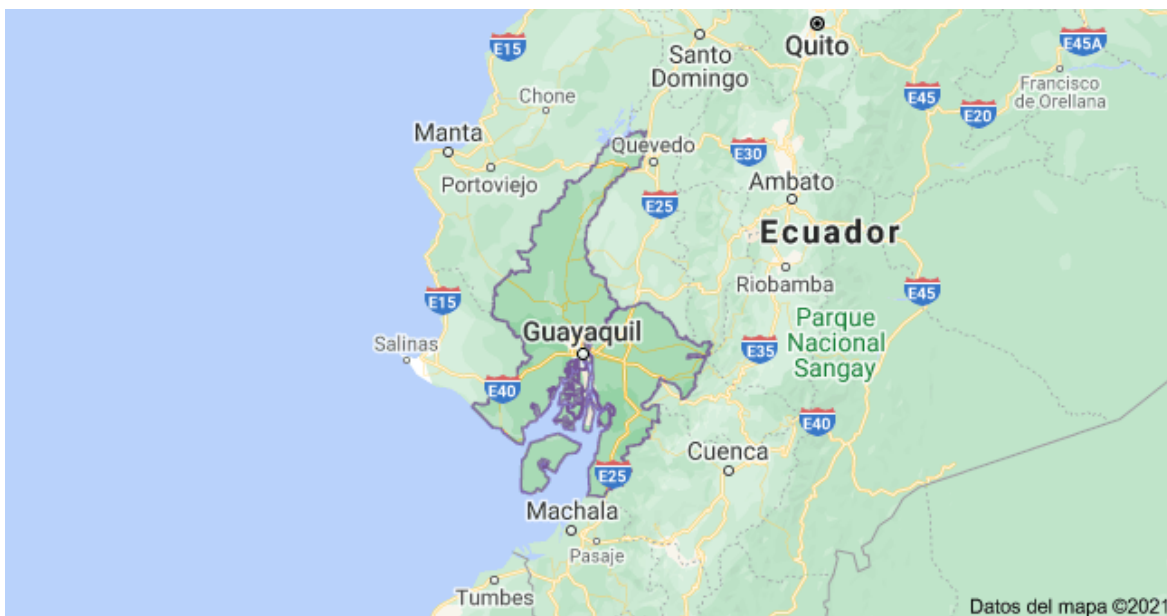 E15
Santo
Domingo
Quito
E45A
Francisco
de Orellana
Chone
E45
E20
Manta
Portoviejo
Quevedo
E30
Ambato
E25
Ecuador
Riobamba
E15
E45
Parque
Nacional
Sangay
Guayaquil
Salinas
E35
E40
E40
Cuenca
E25
Machala
Pasaje
Tumbes
Datos del mapa ©2021